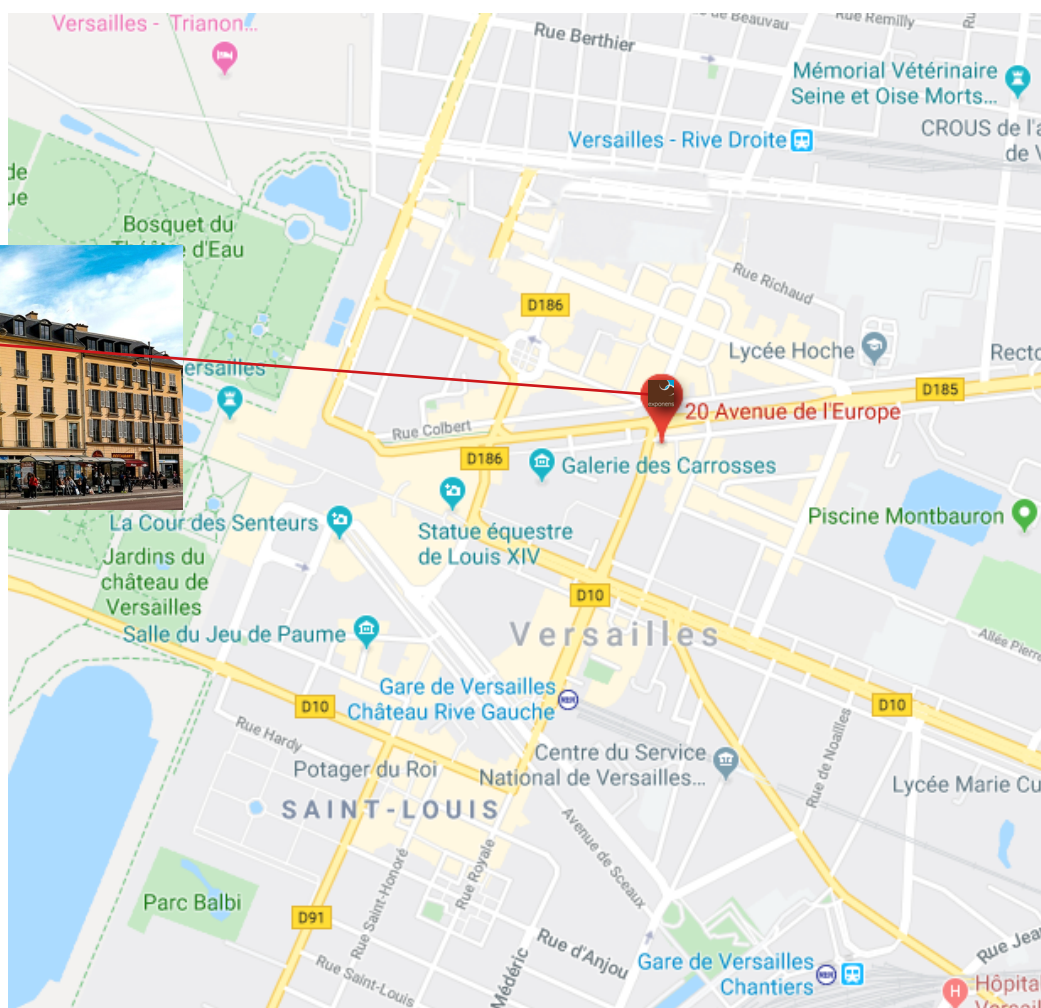 Versailles - Trianon...
Rue Berthier
Rue Remilly
Mémorial Vétérinaire
Seine et Oise Morts...
Versailles - Rive Droite
CROUS de l'a
de V
de
ue
Bosquet du
d'Eau
Rue Richaud
D186
Lycée Hoche
Recto
ersailles
exponens
D185
20 Avenue de l'Europe
Rue Colbert
D186
Galerie des Carrosses
La Cour des Senteurs
Statue équestre
de Louis XIV
Piscine Montbauron
Jardins du
château de
Versailles
D10
Salle du Jeu de Paume
Versailles
Allée Pierre
Gare de Versailles
Château Rive Gauche
RER
D10
D10
Rue Hardy
Centre du Service
National de Versailles...
Rue de Noailles
Potager du Roi
Lycée Marie Cu
SAINT-LOUIS
Avenue de Sceaux
Rue Saint-Honoré
Rue Royale
Parc Balbi
D91
Rue d'Anjou
Rue Jea
Rue Saint-Louis
Médéric
Gare de Versailles
Chantiers
RER
H
Hôpita